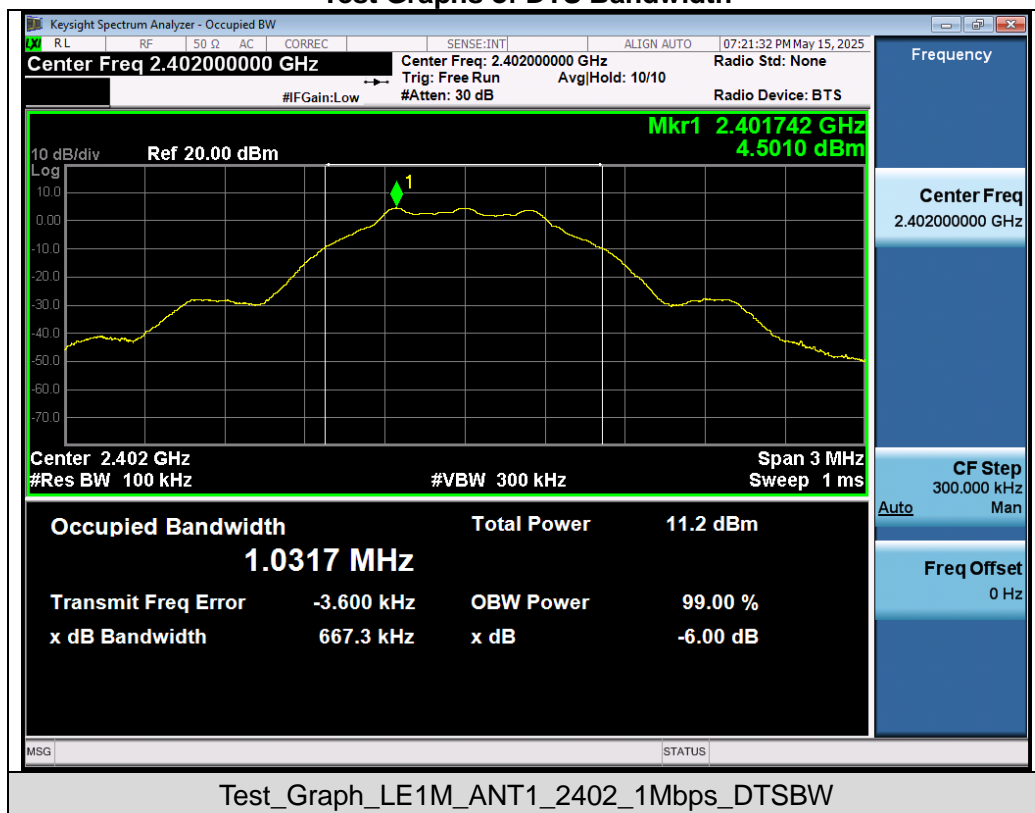 Test Graphs of DTS Bandwidth
Keysight Spectrum Analyzer - Occupied BW
LXI RL RF 50 Ω AC CORREC SENSE:INT ALIGN AUTO 07:21:32 PM May 15, 2025
Center Freq 2.402000000 GHz
Center Freq: 2.402000000 GHz Radio Std: None
Trig: Free Run Avg|Hold: 10/10
#IFGain:Low #Atten: 30 dB Radio Device: BTS
Frequency
Mkr1 2.401742 GHz
4.5010 dBm
10 dB/div Ref 20.00 dBm
Log
1
10.0
0.00
-10.0
-20.0
-30.0
-40.0
-50.0
-60.0
-70.0
Center Freq
2.402000000 GHz
Center 2.402 GHz Span 3 MHz
#Res BW 100 kHz #VBW 300 kHz Sweep 1 ms
CF Step
300.000 kHz
Auto Man
Occupied Bandwidth Total Power 11.2 dBm
1.0317 MHz
Transmit Freq Error -3.600 kHz OBW Power 99.00 %
x dB Bandwidth 667.3 kHz x dB -6.00 dB
Freq Offset
0 Hz
MSG STATUS
Test_Graph_LE1M_ANT1_2402_1Mbps_DTSBW